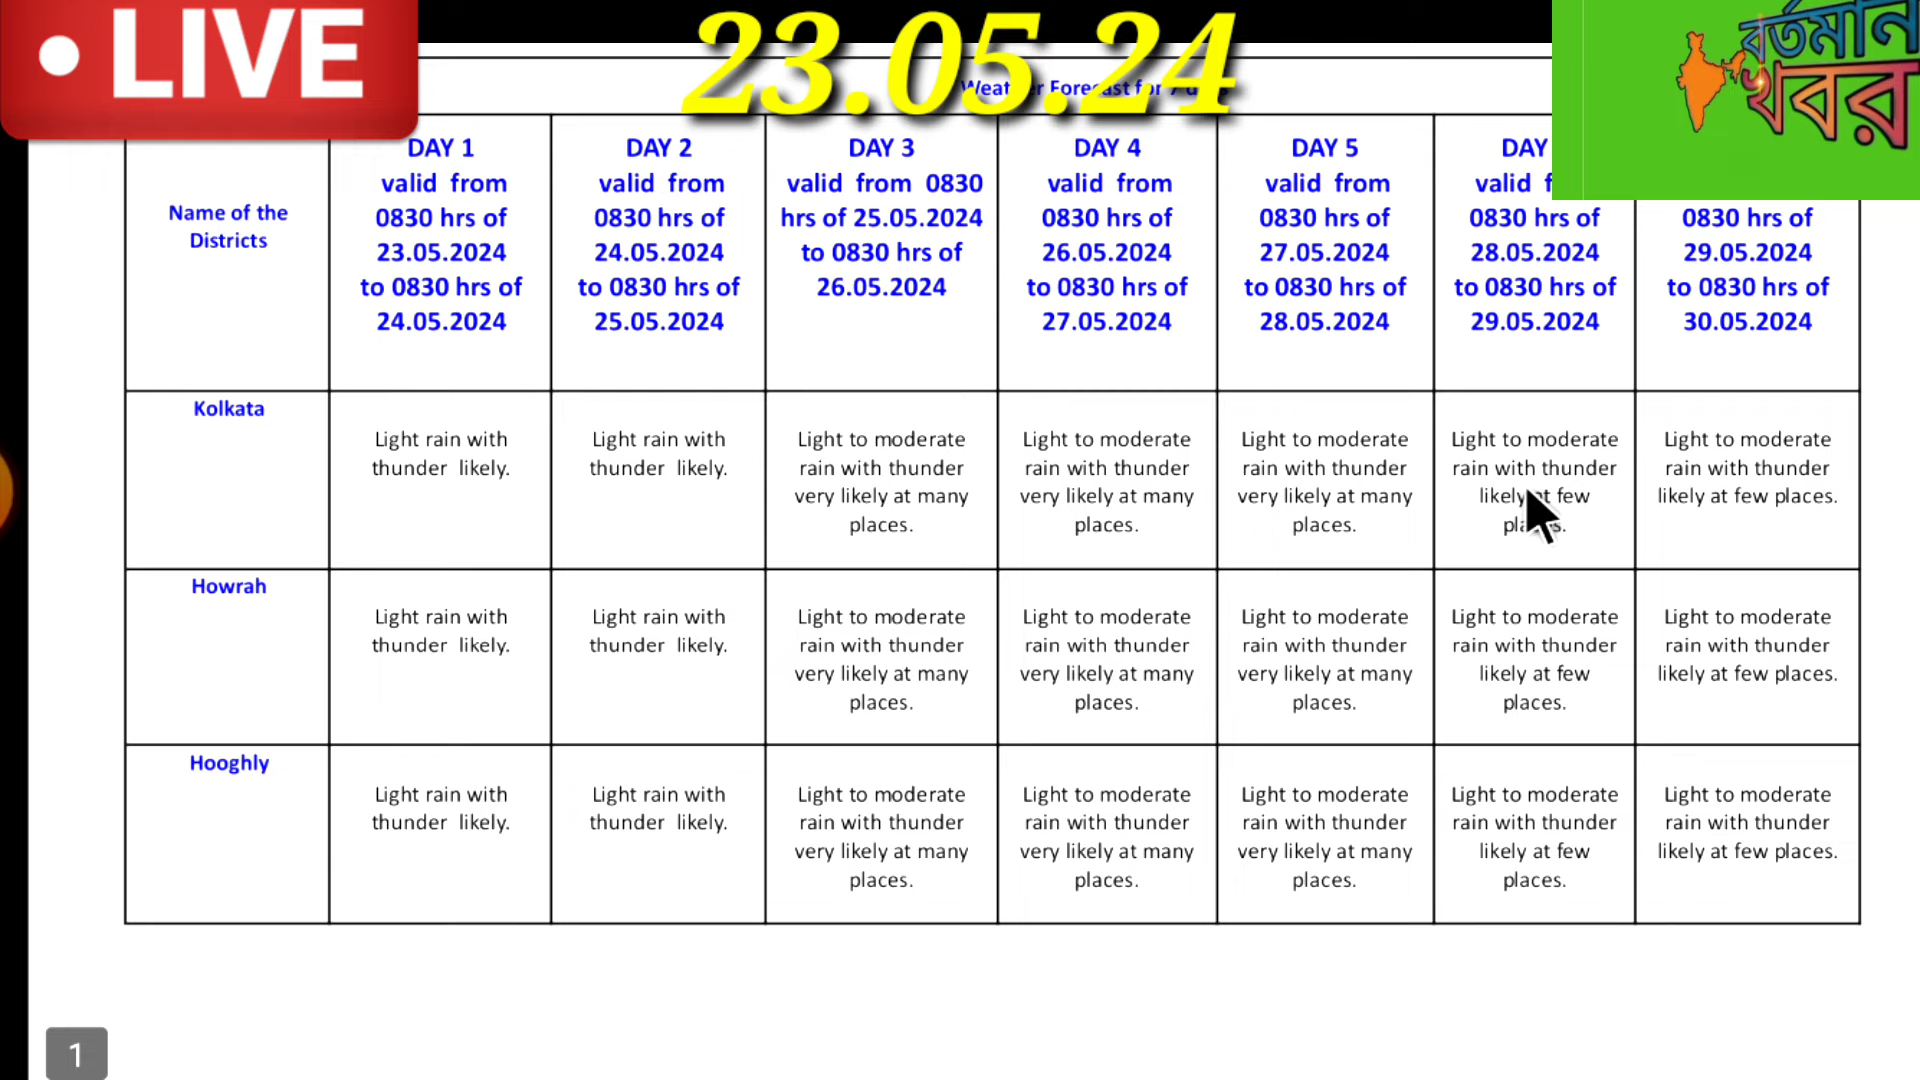 LIVE
23.05.24
বর্তমান
খবর
Name of the
Districts
DAY 1
valid from
0830 hrs of
23.05.2024
to 0830 hrs of
24.05.2024
DAY 2
valid from
0830 hrs of
24.05.2024
to 0830 hrs of
25.05.2024
DAY 3
valid from 0830
hrs of 25.05.2024
to 0830 hrs of
26.05.2024
DAY 4
valid from
0830 hrs of
26.05.2024
to 0830 hrs of
27.05.2024
DAY 5
valid from
0830 hrs of
27.05.2024
to 0830 hrs of
28.05.2024
DAY
valid
0830 hrs of
28.05.2024
to 0830 hrs of
29.05.2024
0830 hrs of
29.05.2024
to 0830 hrs of
30.05.2024
Kolkata
Light rain with
thunder likely.
Light rain with
thunder likely.
Light to moderate
rain with thunder
very likely at many
places.
Light to moderate
rain with thunder
very likely at many
places.
Light to moderate
rain with thunder
very likely at many
places.
Light to moderate
rain with thunder
likely at few
places.
Light to moderate
rain with thunder
likely at few places.
Howrah
Light rain with
thunder likely.
Light rain with
thunder likely.
Light to moderate
rain with thunder
very likely at many
places.
Light to moderate
rain with thunder
very likely at many
places.
Light to moderate
rain with thunder
very likely at many
places.
Light to moderate
rain with thunder
likely at few
places.
Light to moderate
rain with thunder
likely at few places.
Hooghly
Light rain with
thunder likely.
Light rain with
thunder likely.
Light to moderate
rain with thunder
very likely at many
places.
Light to moderate
rain with thunder
very likely at many
places.
Light to moderate
rain with thunder
very likely at many
places.
Light to moderate
rain with thunder
likely at few
places.
Light to moderate
rain with thunder
likely at few places.
1